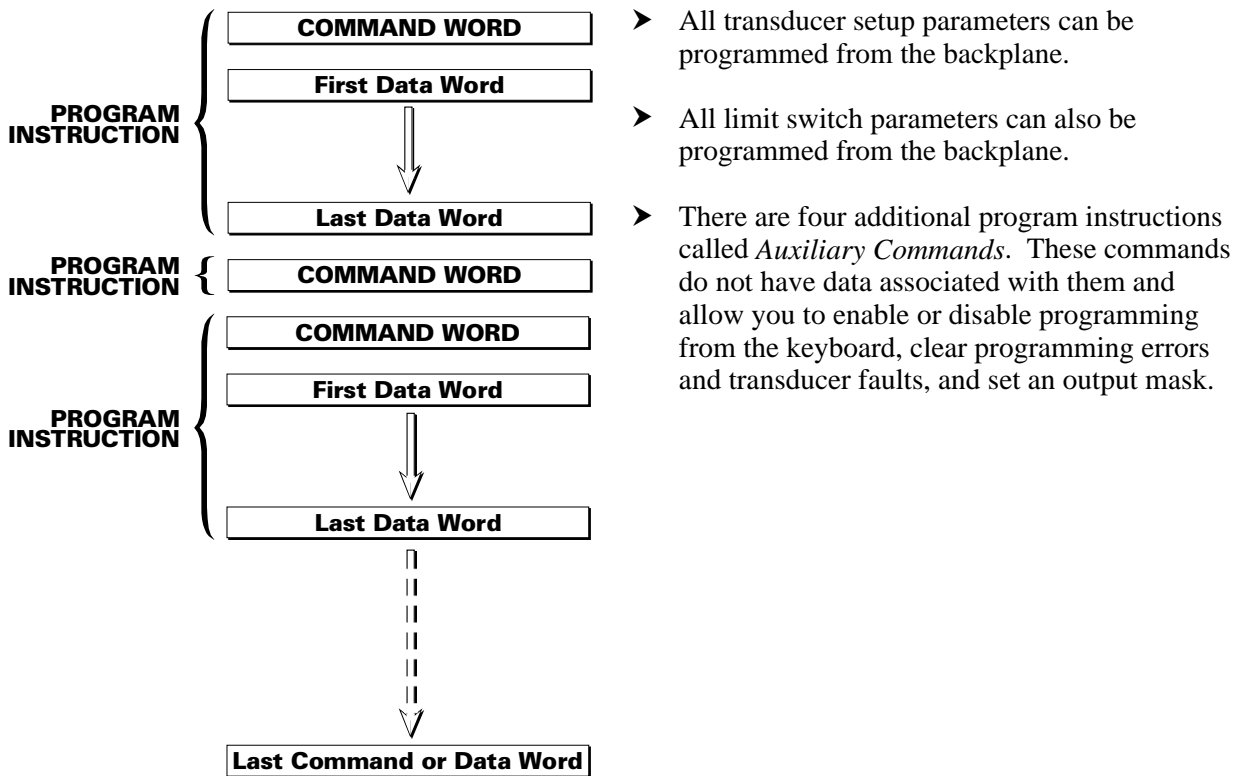 COMMAND WORD
First Data Word
PROGRAM
INSTRUCTION
Last Data Word
PROGRAM
INSTRUCTION
COMMAND WORD
COMMAND WORD
First Data Word
PROGRAM
INSTRUCTION
Last Data Word
Last Command or Data Word
➤ All transducer setup parameters can be
programmed from the backplane.
➤ All limit switch parameters can also be
programmed from the backplane.
➤ There are four additional program instructions
called Auxiliary Commands. These commands
do not have data associated with them and
allow you to enable or disable programming
from the keyboard, clear programming errors
and transducer faults, and set an output mask.